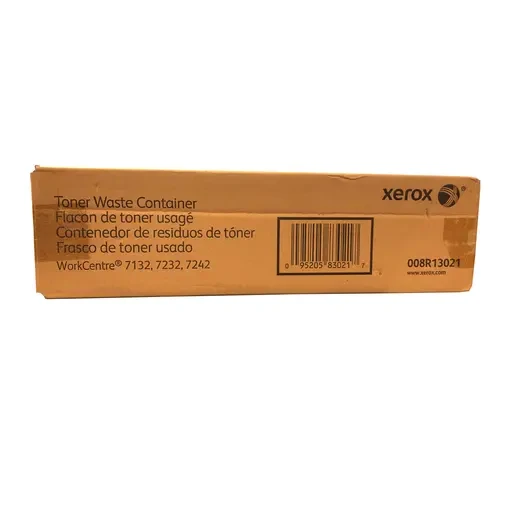 Toner Waste Container
Flacon de toner usagé
Contenedor de residuos de tóner
Frasco de toner usado
WorkCentre® 7132, 7232, 7242
xerox®
0 95205 83021 7
008R13021
www.xerox.com